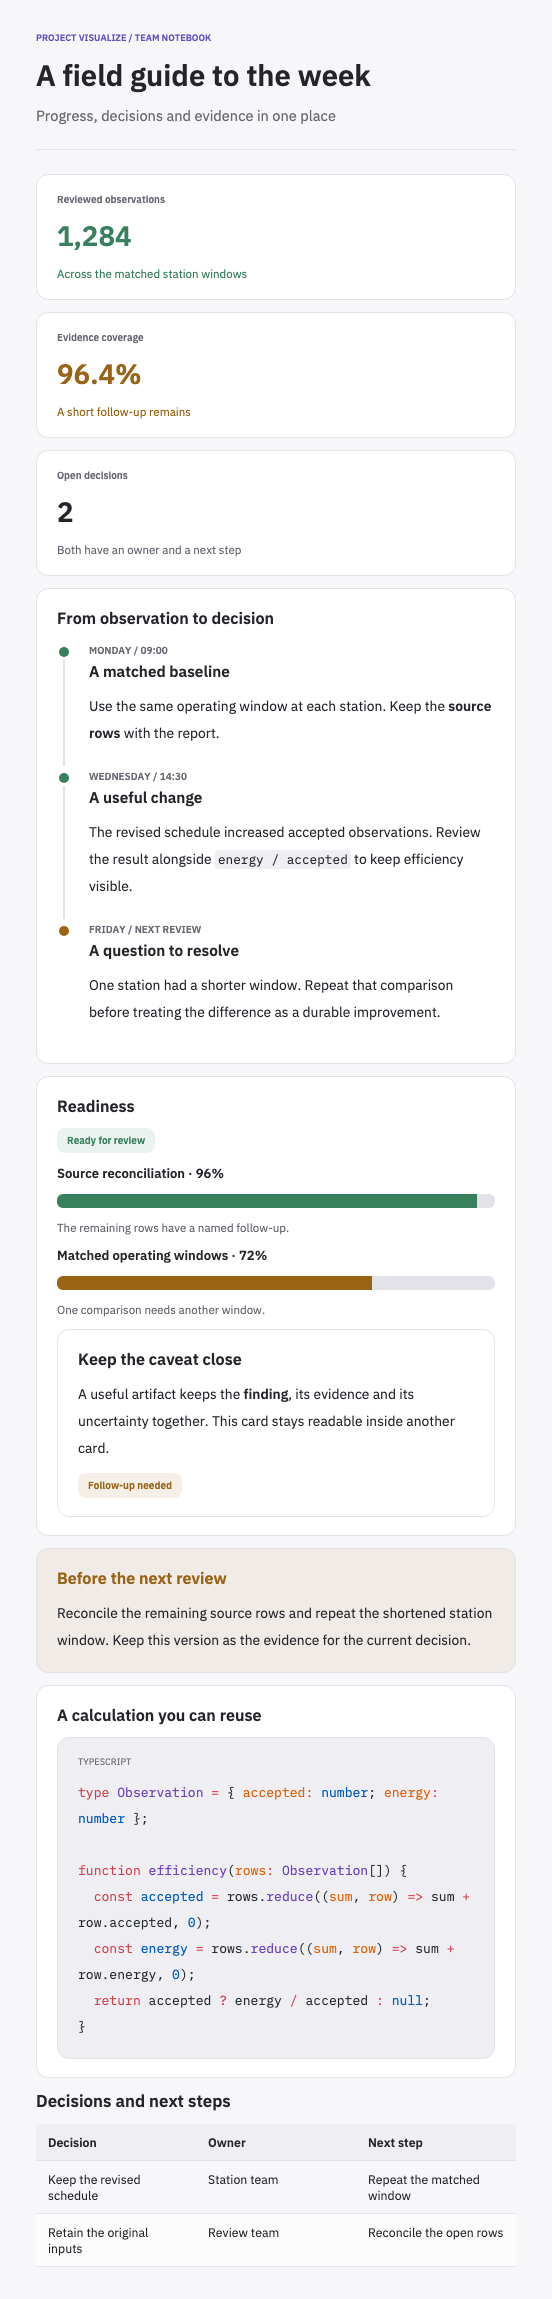 PROJECT VISUALIZE / TEAM NOTEBOOK
A field guide to the week
Progress, decisions and evidence in one place
Reviewed observations
1,284
Across the matched station windows
Evidence coverage
96.4%
A short follow-up remains
Open decisions
2
Both have an owner and a next step
From observation to decision
MONDAY / 09:00
A matched baseline
Use the same operating window at each station. Keep the source
rows with the report.
WEDNESDAY / 14:30
A useful change
The revised schedule increased accepted observations. Review
the result alongside energy / accepted to keep efficiency
visible.
FRIDAY / NEXT REVIEW
A question to resolve
One station had a shorter window. Repeat that comparison
before treating the difference as a durable improvement.
Readiness
Ready for review
Source reconciliation · 96%
The remaining rows have a named follow-up.
Matched operating windows · 72%
One comparison needs another window.
Keep the caveat close
A useful artifact keeps the finding, its evidence and its
uncertainty together. This card stays readable inside another
card.
Follow-up needed
Before the next review
Reconcile the remaining source rows and repeat the shortened station
window. Keep this version as the evidence for the current decision.
A calculation you can reuse
TYPESCRIPT
type Observation = { accepted: number; energy:
number };
function efficiency(rows: Observation[]) {
  const accepted = rows.reduce((sum, row) => sum +
row.accepted, 0);
  const energy = rows.reduce((sum, row) => sum +
row.energy, 0);
  return accepted ? energy / accepted : null;
}
Decisions and next steps
Decision Owner Next step
Keep the revised schedule Station team Repeat the matched window
Retain the original inputs Review team Reconcile the open rows